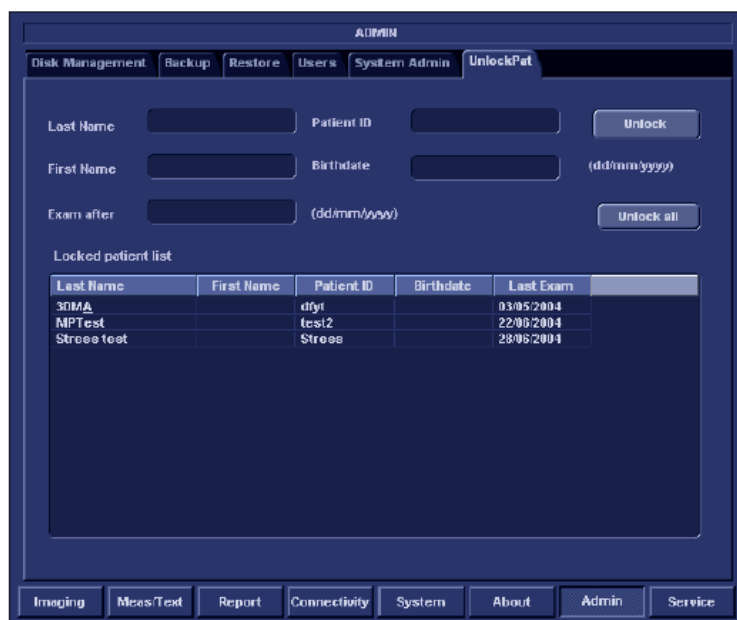 ADMIN
Disk Management Backup Restore Users System Admin UnlockPat
Last Name Patient ID Unlock
First Name Birthdate (dd/mm/yyyy)
Exam after (dd/mm/yyyy) Unlock all
Locked patient list
Last Name First Name Patient ID Birthdate Last Exam
3DMA dfyt 03/05/2004
MPTest test2 22/06/2004
Stress test Stress 28/06/2004
Imaging Meas/Text Report Connectivity System About Admin Service